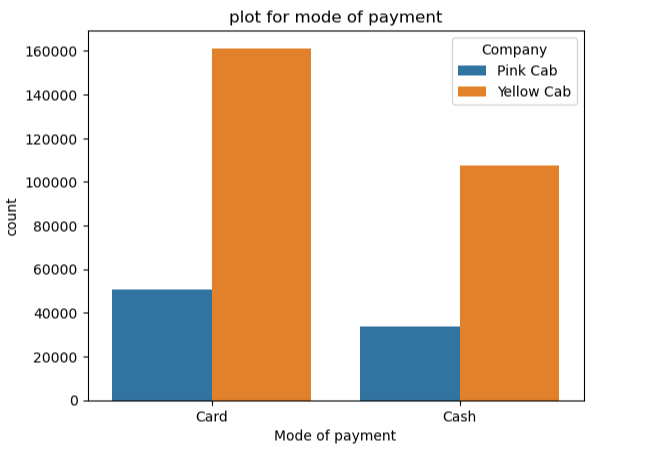 plot for mode of payment
Company
Pink Cab
Yellow Cab
160000
140000
120000
100000
80000
60000
40000
20000
0
count
Card
Cash
Mode of payment